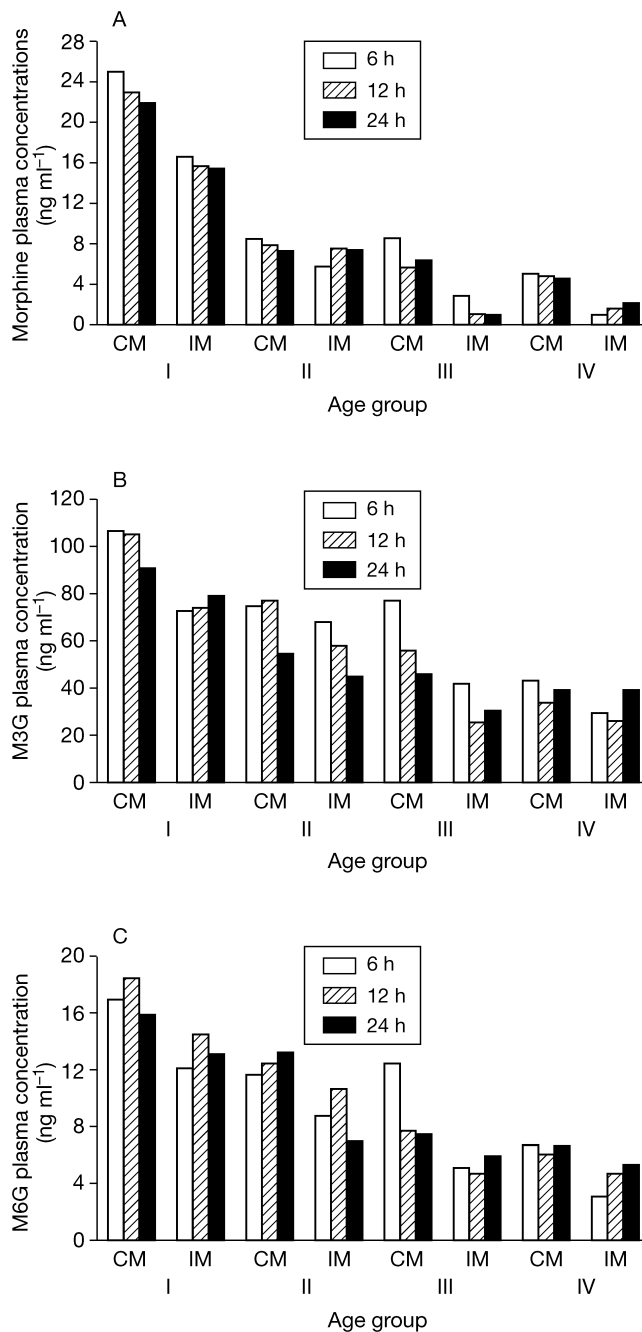 A
Morphine plasma concentrations
(ng ml⁻¹)
28
24
20
16
12
8
4
0
6 h
12 h
24 h
CM IM CM IM CM IM CM IM
I II III IV
Age group
B
M3G plasma concentration
(ng ml⁻¹)
120
100
80
60
40
20
0
6 h
12 h
24 h
CM IM CM IM CM IM CM IM
I II III IV
Age group
C
M6G plasma concentration
(ng ml⁻¹)
20
16
12
8
4
0
6 h
12 h
24 h
CM IM CM IM CM IM CM IM
I II III IV
Age group